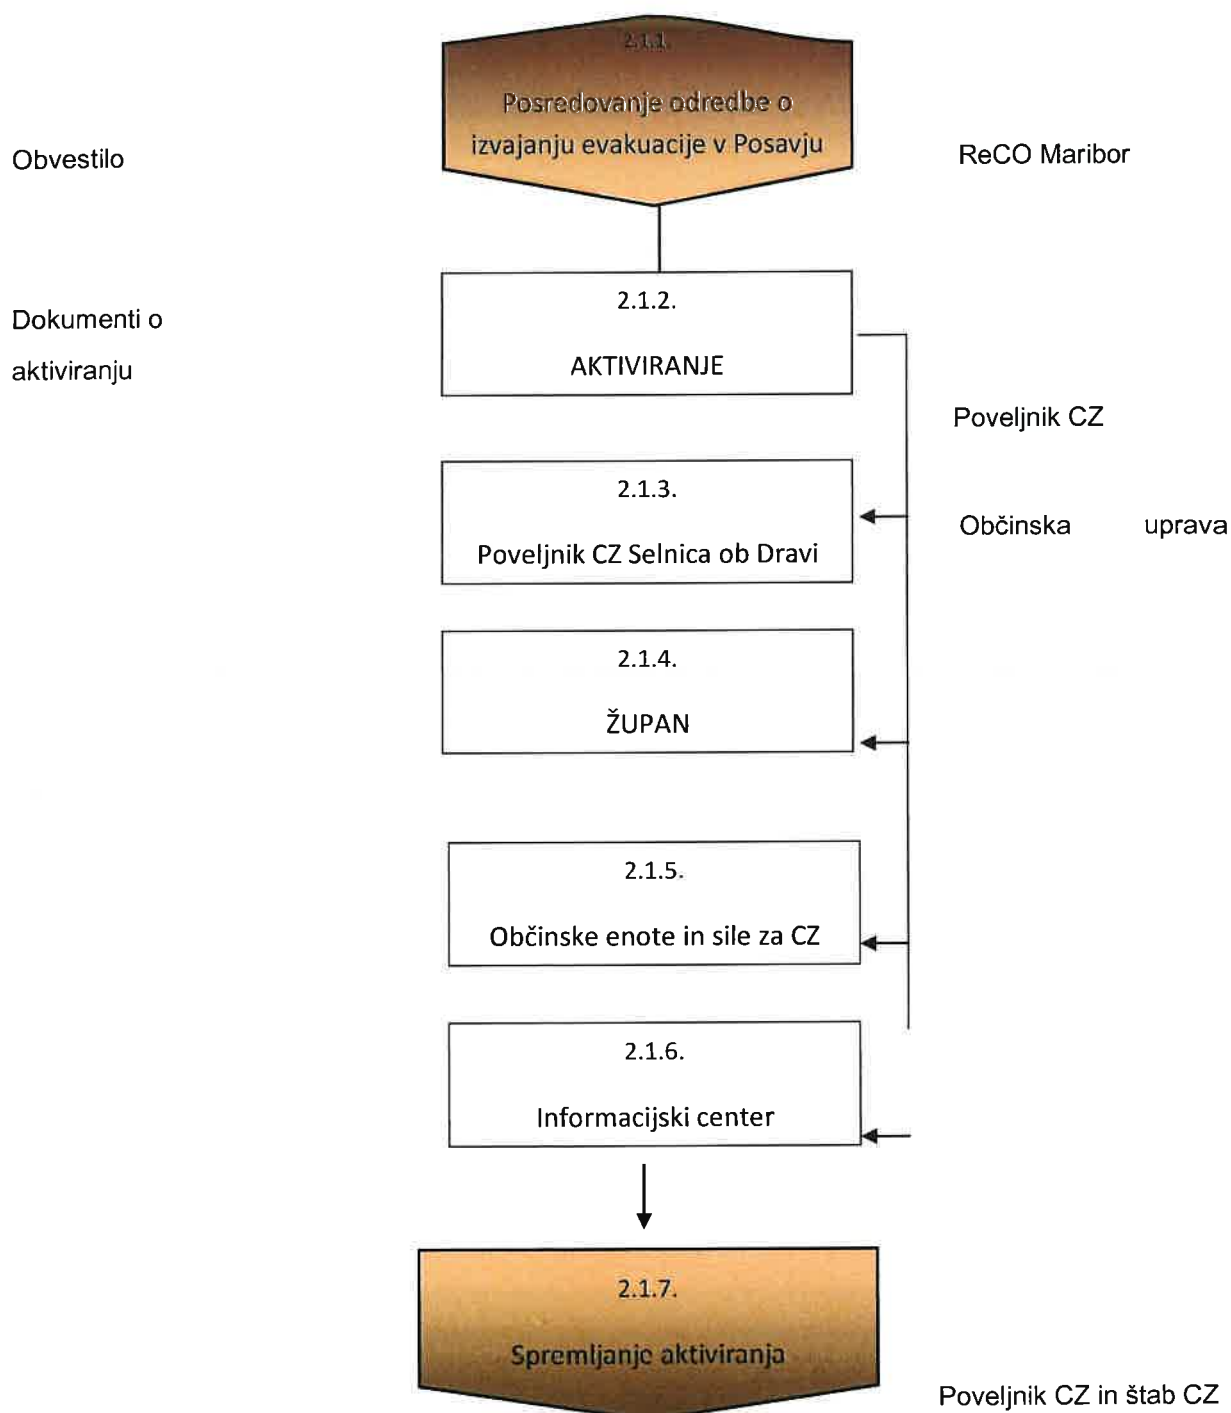 2.1.1.
Posredovanje odredbe o
izvajanju evakuacije v Posavju
Obvestilo
ReCO Maribor
2.1.2.
AKTIVIRANJE
Dokumenti o
aktiviranju
Poveljnik CZ
2.1.3.
Poveljnik CZ Selnica ob Dravi
Občinska uprava
2.1.4.
ŽUPAN
2.1.5.
Občinske enote in sile za CZ
2.1.6.
Informacijski center
2.1.7.
Spremljanje aktiviranja
Poveljnik CZ in štab CZ